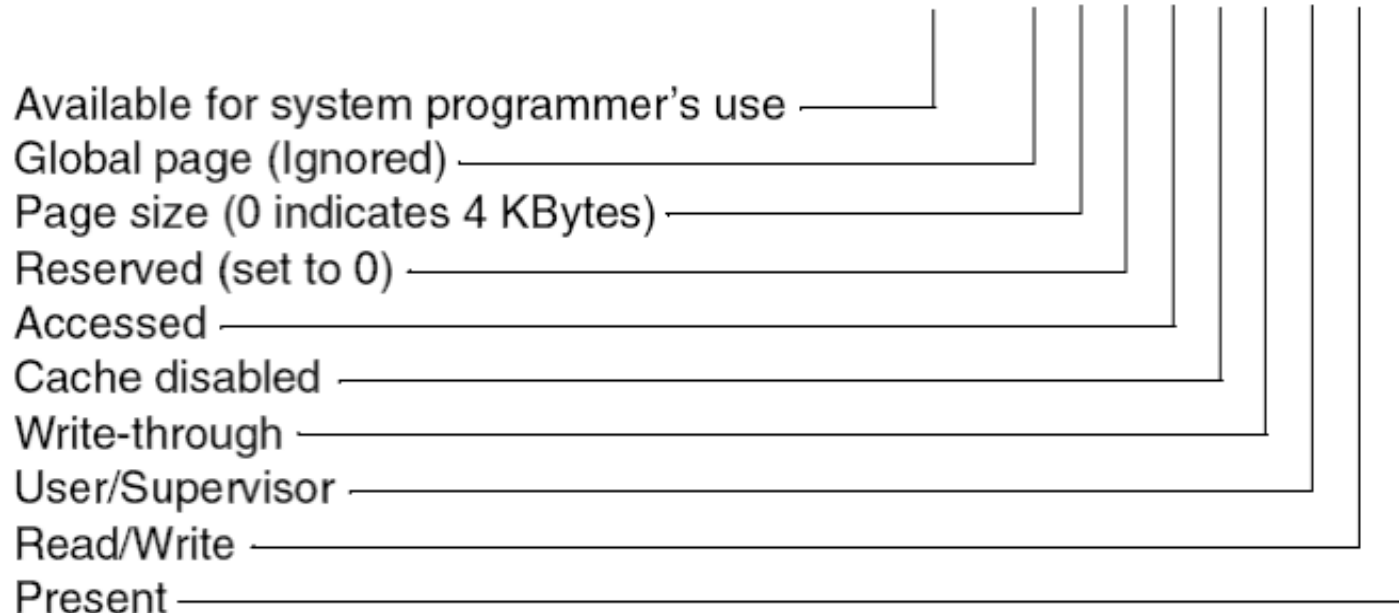 Available for system programmer’s use
Global page (Ignored)
Page size (0 indicates 4 KBytes)
Reserved (set to 0)
Accessed
Cache disabled
Write-through
User/Supervisor
Read/Write
Present